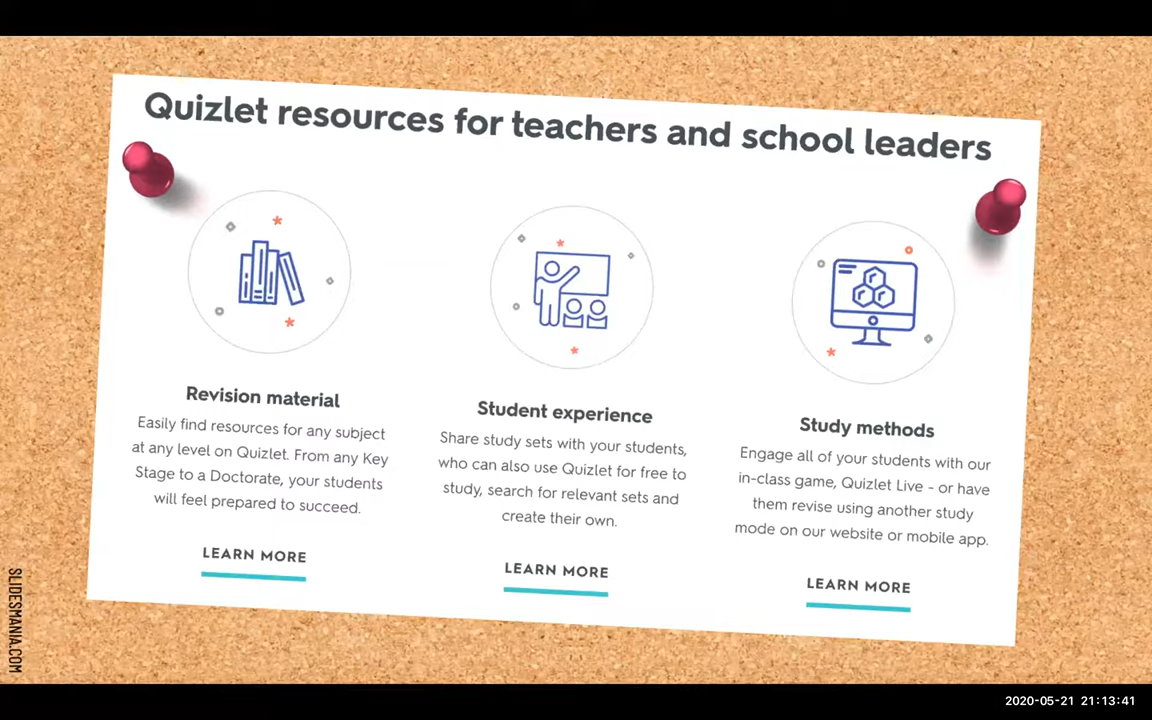 Quizlet resources for teachers and school leaders
Revision material
Easily find resources for any subject
at any level on Quizlet. From any Key
Stage to a Doctorate, your students
will feel prepared to succeed.
LEARN MORE
Student experience
Share study sets with your students,
who can also use Quizlet for free to
study, search for relevant sets and
create their own.
LEARN MORE
Study methods
Engage all of your students with our
in-class game, Quizlet Live - or have
them revise using another study
mode on our website or mobile app.
LEARN MORE
SLIDESMANIA.COM
2020-05-21 21:13:41